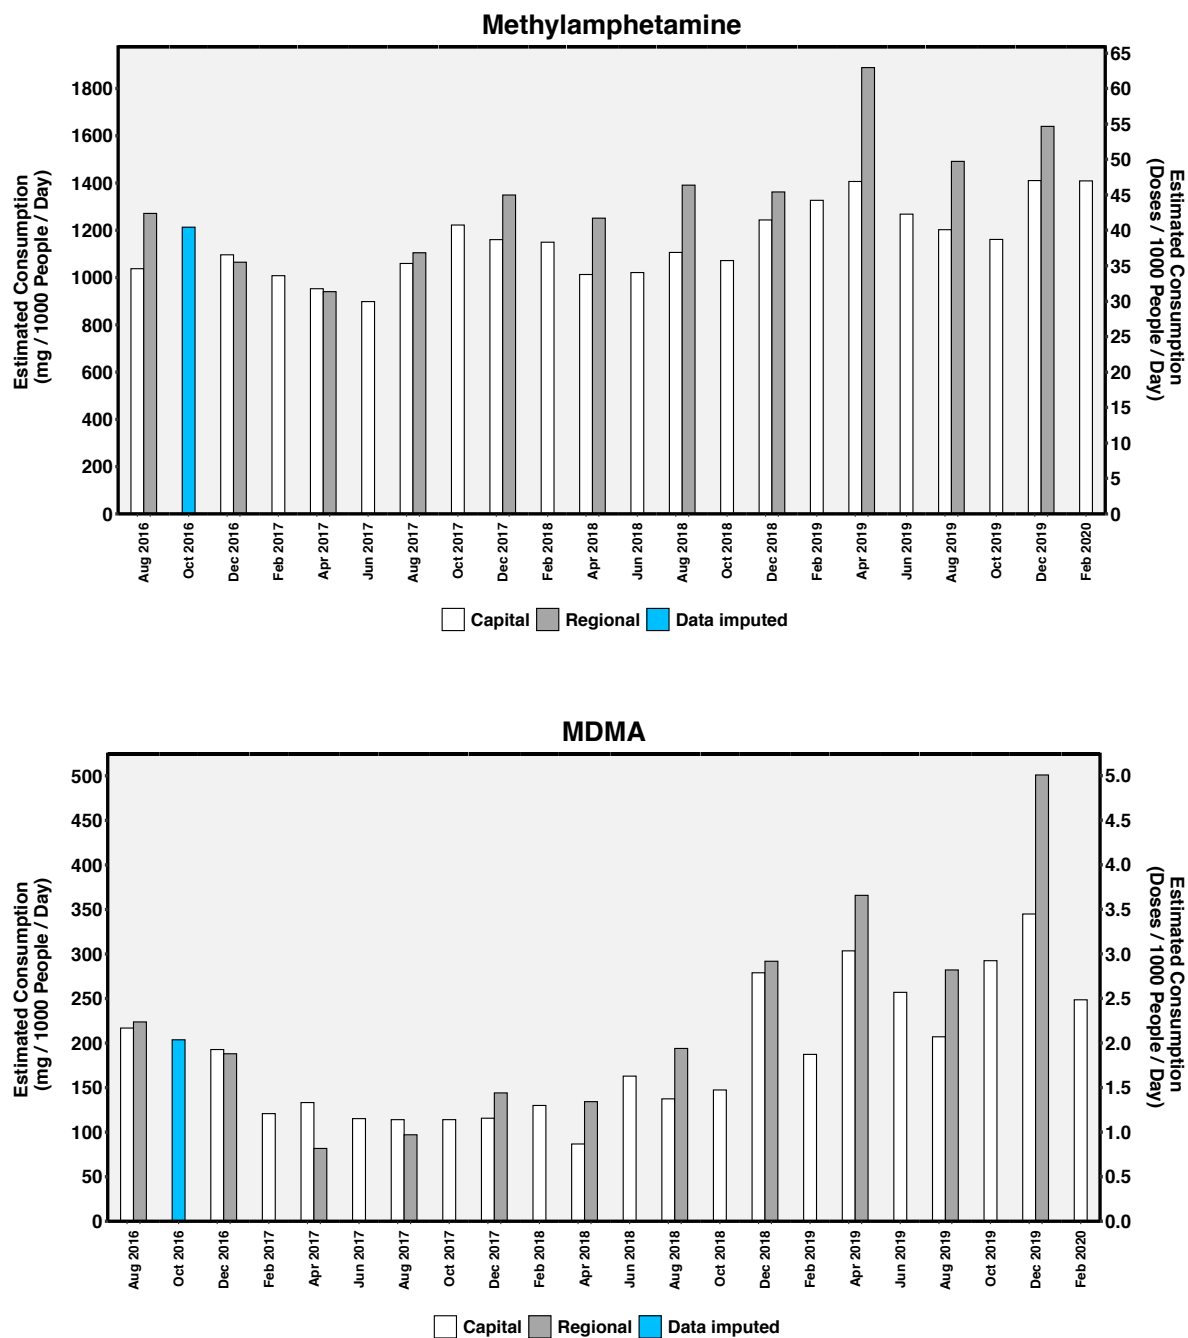 Methylamphetamine
Estimated Consumption
(mg / 1000 People / Day)
1800
1600
1400
1200
1000
800
600
400
200
0
65
60
55
50
45
40
35
30
25
20
15
10
5
0
Estimated Consumption
(Doses / 1000 People / Day)
Aug 2016
Oct 2016
Dec 2016
Feb 2017
Apr 2017
Jun 2017
Aug 2017
Oct 2017
Dec 2017
Feb 2018
Apr 2018
Jun 2018
Aug 2018
Oct 2018
Dec 2018
Feb 2019
Apr 2019
Jun 2019
Aug 2019
Oct 2019
Dec 2019
Feb 2020
Capital Regional Data imputed
MDMA
Estimated Consumption
(mg / 1000 People / Day)
500
450
400
350
300
250
200
150
100
50
0
5.0
4.5
4.0
3.5
3.0
2.5
2.0
1.5
1.0
0.5
0.0
Estimated Consumption
(Doses / 1000 People / Day)
Aug 2016
Oct 2016
Dec 2016
Feb 2017
Apr 2017
Jun 2017
Aug 2017
Oct 2017
Dec 2017
Feb 2018
Apr 2018
Jun 2018
Aug 2018
Oct 2018
Dec 2018
Feb 2019
Apr 2019
Jun 2019
Aug 2019
Oct 2019
Dec 2019
Feb 2020
Capital Regional Data imputed